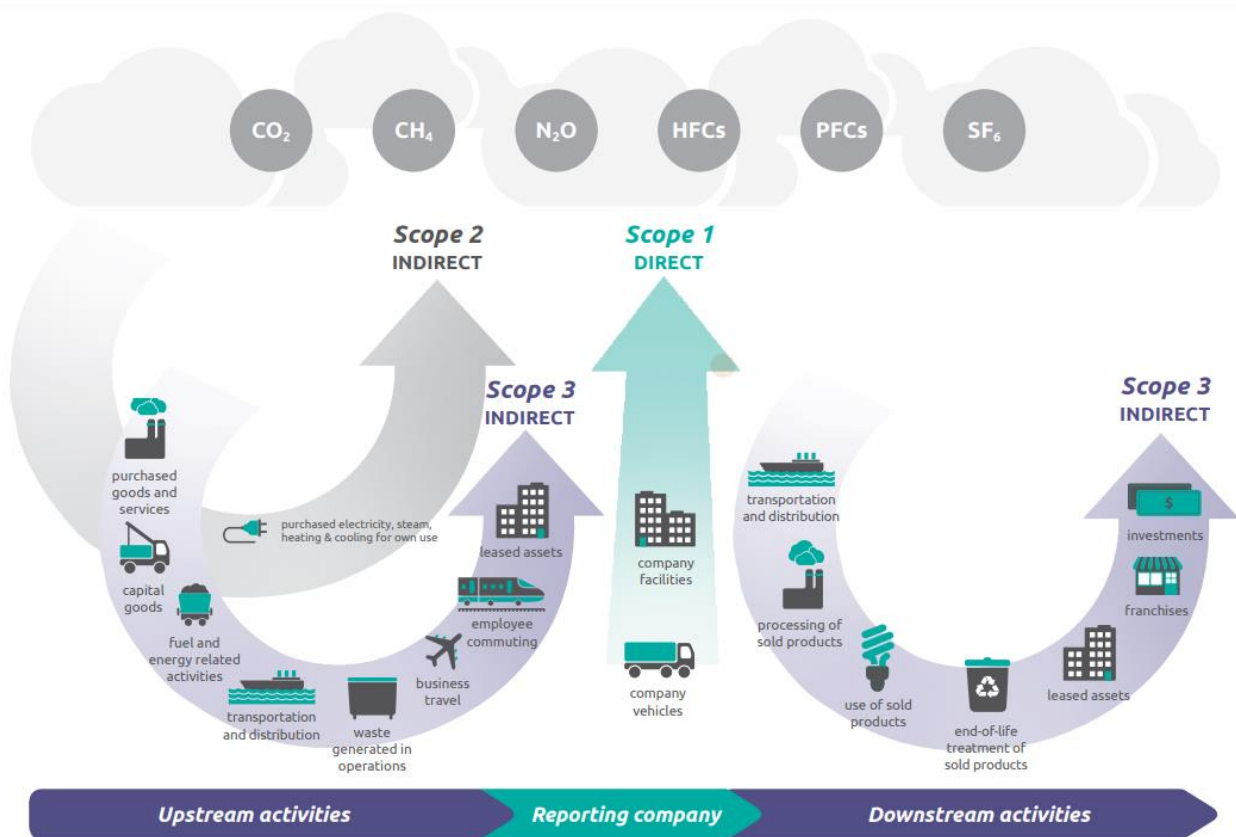 CO₂
CH₄
N₂O
HFCs
PFCs
SF₆
Scope 2
INDIRECT
Scope 1
DIRECT
Scope 3
INDIRECT
Scope 3
INDIRECT
purchased
goods and
services
capital
goods
fuel and
energy related
activities
transportation
and distribution
waste
generated in
operations
business
travel
employee
commuting
leased assets
purchased electricity, steam,
heating & cooling for own use
company
facilities
company
vehicles
transportation
and distribution
processing of
sold products
use of sold
products
end-of-life
treatment of
sold products
leased assets
franchises
$
investments
Upstream activities
Reporting company
Downstream activities